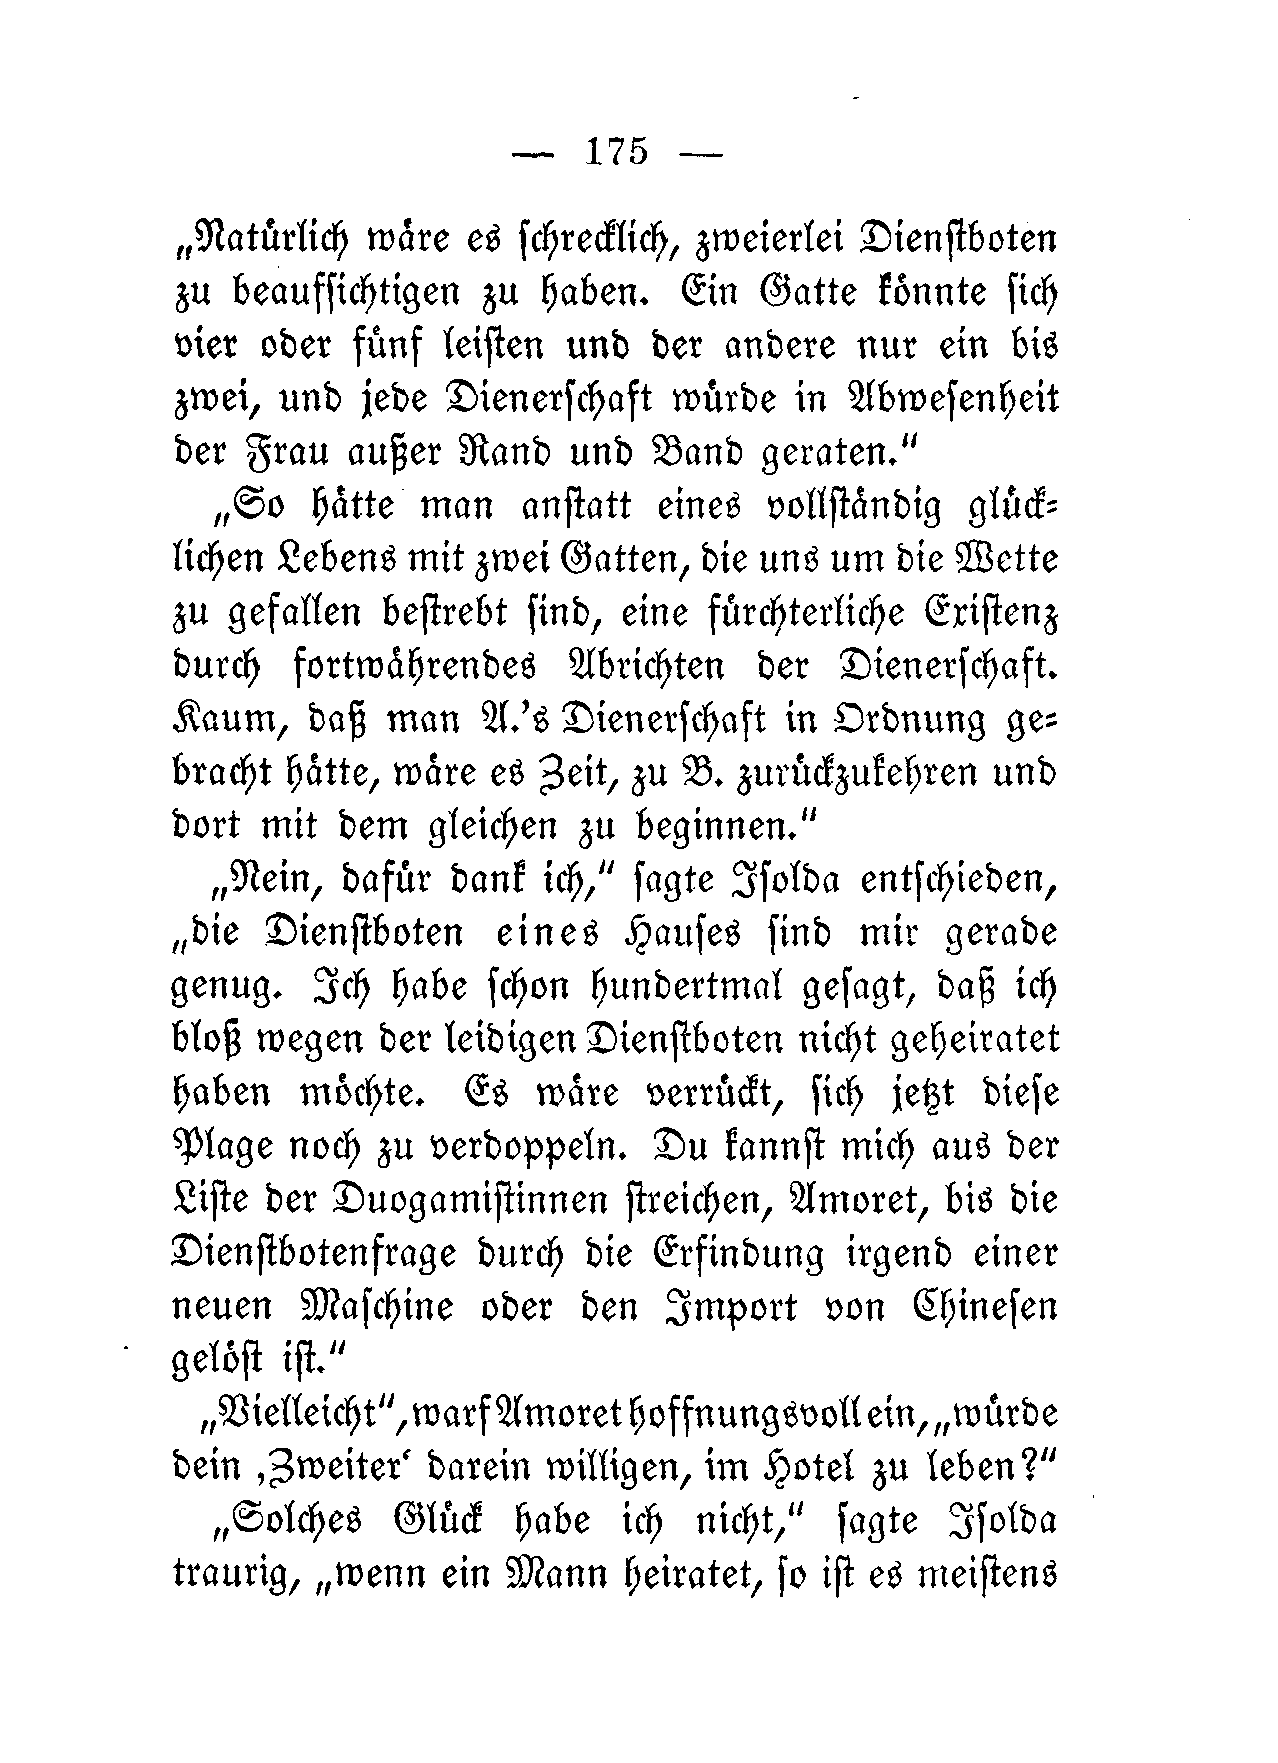 — 175 —
„Natürlich wäre es ſchrecklich, zweierlei Dienſtboten
zu beaufſichtigen zu haben. Ein Gatte könnte ſich
vier oder fünf leiſten und der andere nur ein bis
zwei, und jede Dienerſchaft würde in Abweſenheit
der Frau außer Rand und Band geraten."
„So hätte man anſtatt eines vollſtändig glück-
lichen Lebens mit zwei Gatten, die uns um die Wette
zu gefallen beſtrebt ſind, eine fürchterliche Exiſtenz
durch fortwährendes Abrichten der Dienerſchaft.
Kaum, daß man A.'s Dienerſchaft in Ordnung ge-
bracht hätte, wäre es Zeit, zu B. zurückzukehren und
dort mit dem gleichen zu beginnen."
„Nein, dafür dank ich," ſagte Iſolda entſchieden,
„die Dienſtboten eines Hauſes ſind mir gerade
genug. Ich habe ſchon hundertmal geſagt, daß ich
bloß wegen der leidigen Dienſtboten nicht geheiratet
haben möchte. Es wäre verrückt, ſich jetzt dieſe
Plage noch zu verdoppeln. Du kannſt mich aus der
Liſte der Duogamiſtinnen ſtreichen, Amoret, bis die
Dienſtbotenfrage durch die Erfindung irgend einer
neuen Maſchine oder den Import von Chineſen
gelöſt iſt."
„Vielleicht", warf Amoret hoffnungsvoll ein, „würde
dein ‚Zweiter‘ darein willigen, im Hotel zu leben?"
„Solches Glück habe ich nicht," ſagte Iſolda
traurig, „wenn ein Mann heiratet, ſo iſt es meiſtens